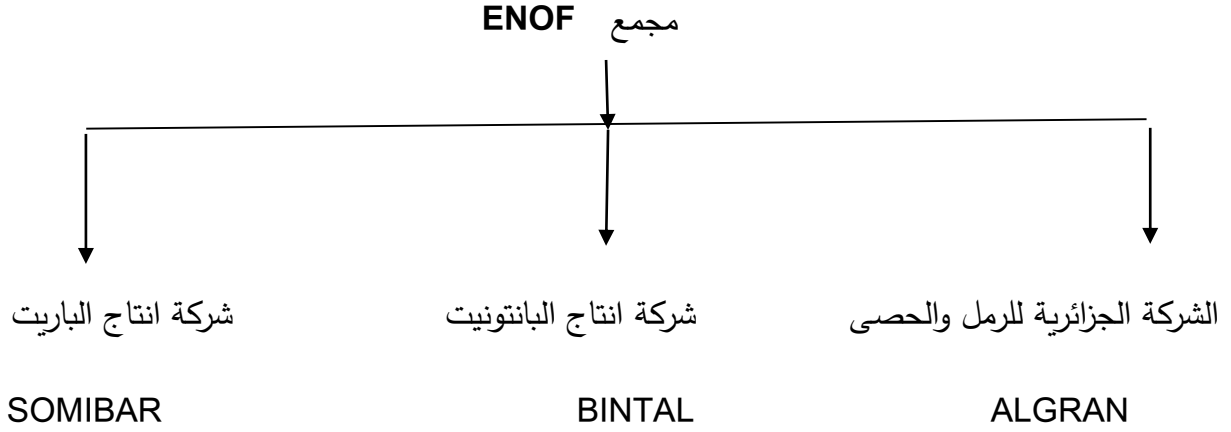 مجمع ENOF
الشركة الجزائرية للرمل والحصى
شركة انتاج البانتونيت
شركة انتاج الباريت
ALGRAN
BINTAL
SOMIBAR